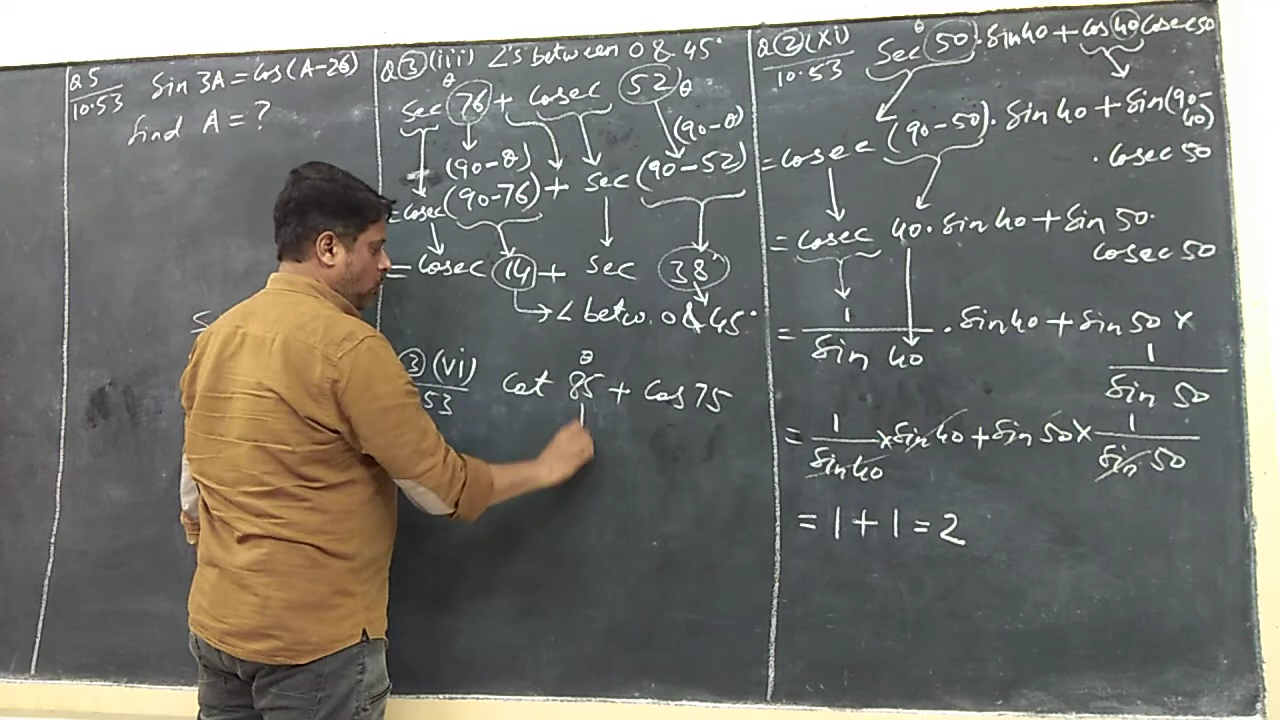 Q5
10.53
Sin 3A = Cos(A-26)
find A = ?
S
Q③(iii) ∠'s between 0 & 45°
θ
Sec 76 + Cosec 52 θ
(90-θ) (90-θ)
= Cosec (90-76) + Sec (90-52)
= Cosec 14 + Sec 38°
→ ∠ betw. 0 & 45°
③(vi)
53
θ
Cot 85 + Cos 75
Q②(xi)
10.53
θ
Sec 50 · Sin 40 + Cos 40 Cosec 50
= Cosec (90-50) · Sin 40 + Sin(90-40)
· Cosec 50
= Cosec 40 · Sin 40 + Sin 50 ·
Cosec 50
= 1/Sin 40 · Sin 40 + Sin 50 × 1/Sin 50
= 1/Sin 40 × Sin 40 + Sin 50 × 1/Sin 50
= 1 + 1 = 2